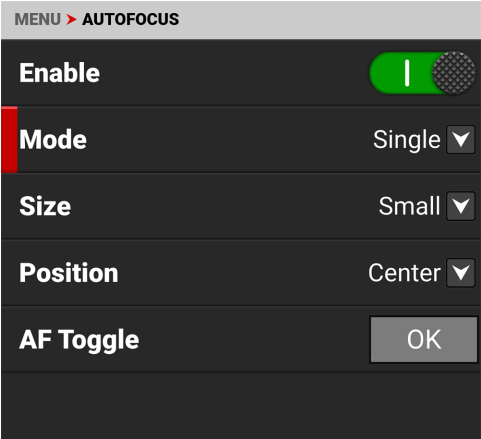 MENU > AUTOFOCUS
Enable
Mode Single
Size Small
Position Center
AF Toggle OK